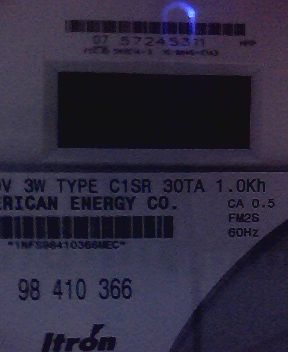 07 57245311
V 3W TYPE C1SR 30TA 1.0Kh
ERICAN ENERGY CO.
CA 0.5
FM2S
60Hz
"1NFS98410366MEC"
98 410 366
Itrón